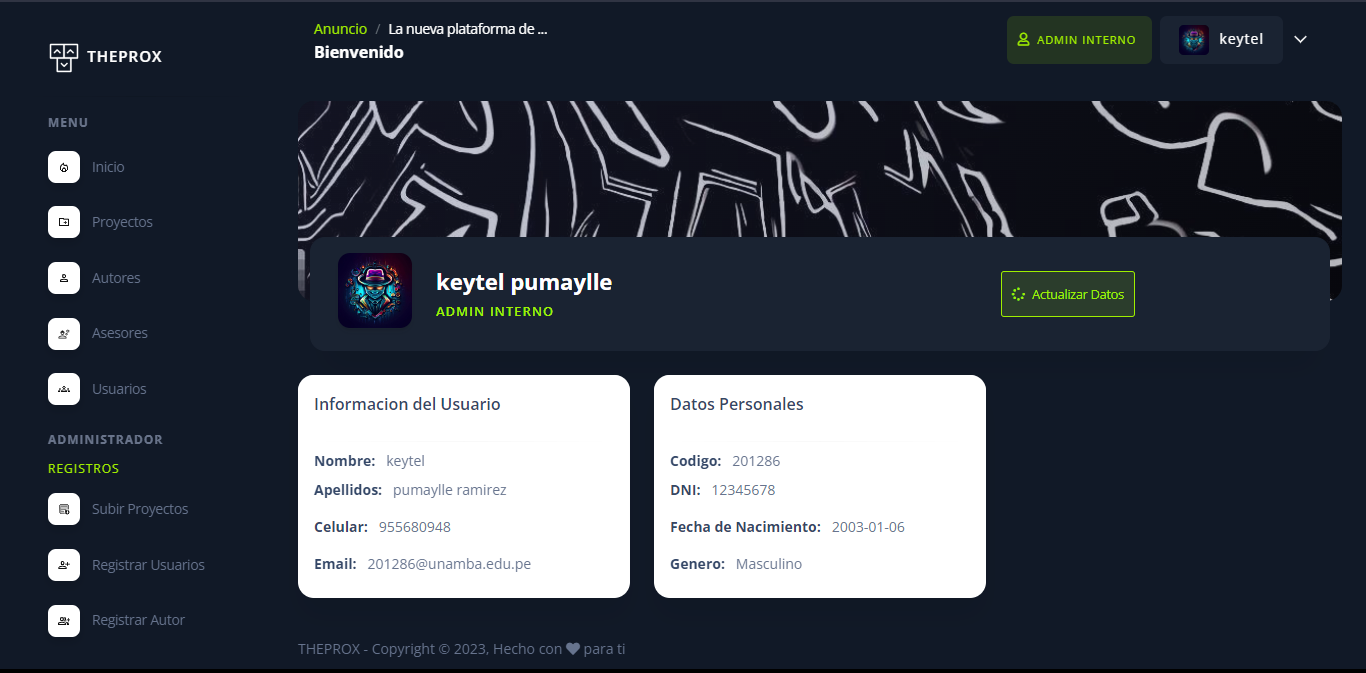 THEPROX
MENU
Inicio
Proyectos
Autores
Asesores
Usuarios
ADMINISTRADOR
REGISTROS
Subir Proyectos
Registrar Usuarios
Registrar Autor
Anuncio / La nueva plataforma de ...
Bienvenido
ADMIN INTERNO
keytel
keytel pumaylle
ADMIN INTERNO
Actualizar Datos
Informacion del Usuario
Nombre: keytel
Apellidos: pumaylle ramirez
Celular: 955680948
Email: 201286@unamba.edu.pe
Datos Personales
Codigo: 201286
DNI: 12345678
Fecha de Nacimiento: 2003-01-06
Genero: Masculino
THEPROX - Copyright © 2023, Hecho con ♥ para ti